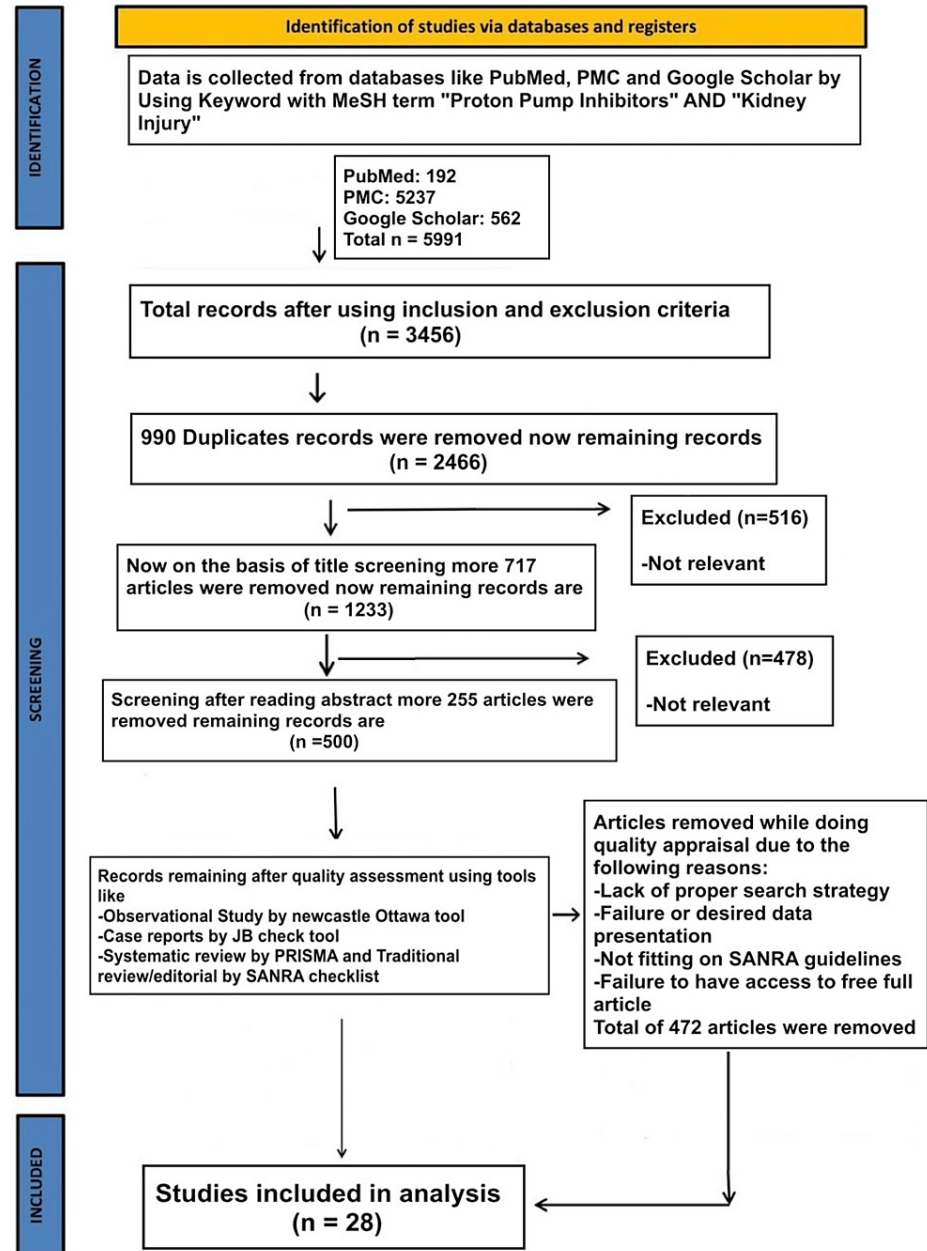 IDENTIFICATION
Identification of studies via databases and registers
Data is collected from databases like PubMed, PMC and Google Scholar by
Using Keyword with MeSH term "Proton Pump Inhibitors" AND "Kidney
Injury"
PubMed: 192
PMC: 5237
Google Scholar: 562
Total n = 5991
SCREENING
Total records after using inclusion and exclusion criteria
(n = 3456)
990 Duplicates records were removed now remaining records
(n = 2466)
Excluded (n=516)
-Not relevant
Now on the basis of title screening more 717
articles were removed now remaining records are
(n = 1233)
Excluded (n=478)
-Not relevant
Screening after reading abstract more 255 articles were
removed remaining records are
(n =500)
Records remaining after quality assessment using tools
like
-Observational Study by newcastle Ottawa tool
-Case reports by JB check tool
-Systematic review by PRISMA and Traditional
review/editorial by SANRA checklist
Articles removed while doing
quality appraisal due to the
following reasons:
-Lack of proper search strategy
-Failure or desired data
presentation
-Not fitting on SANRA guidelines
-Failure to have access to free full
article
Total of 472 articles were removed
INCLUDED
Studies included in analysis
(n = 28)